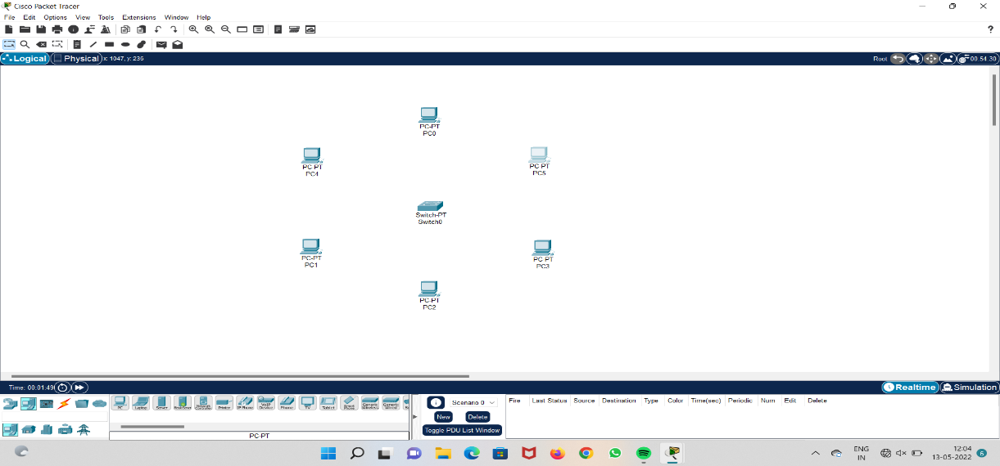 Cisco Packet Tracer
File Edit Options View Tools Extensions Window Help
?
Logical Physical x: 1047, y: 236 Root 00:54:30
PC-PT
PC0
PC-PT
PC4
PC-PT
PC5
Switch-PT
Switch0
PC-PT
PC1
PC-PT
PC3
PC-PT
PC2
Time: 00:01:49 Realtime Simulation
PC Laptop Server Printer IP Phone VoIP Device Phone TV Tablet Smart Phone Generic Wireless Generic Wired
PC-PT
Scenario 0
New Delete
Toggle PDU List Window
Fire Last Status Source Destination Type Color Time(sec) Periodic Num Edit Delete
ENG
IN
12:04
13-05-2022
6